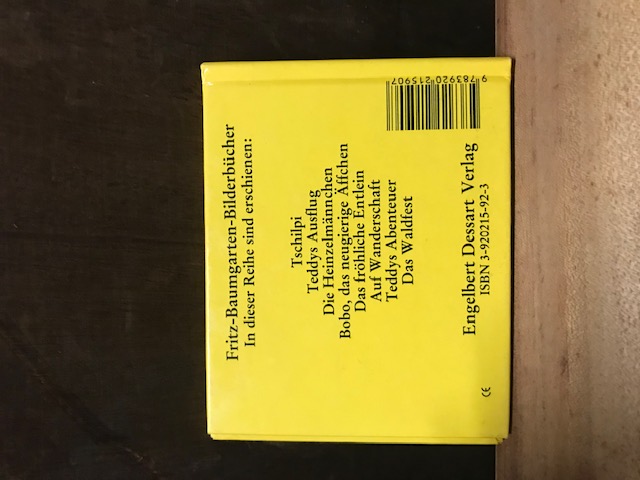 Fritz-Baumgarten-Bilderbücher
In dieser Reihe sind erschienen:
Tschilpi
Teddys Ausflug
Die Heinzelmännchen
Bobo, das neugierige Äffchen
Das fröhliche Entlein
Auf Wanderschaft
Teddys Abenteuer
Das Waldfest
Engelbert Dessart Verlag
ISBN 3-920215-92-3
9 783920 215907
CE